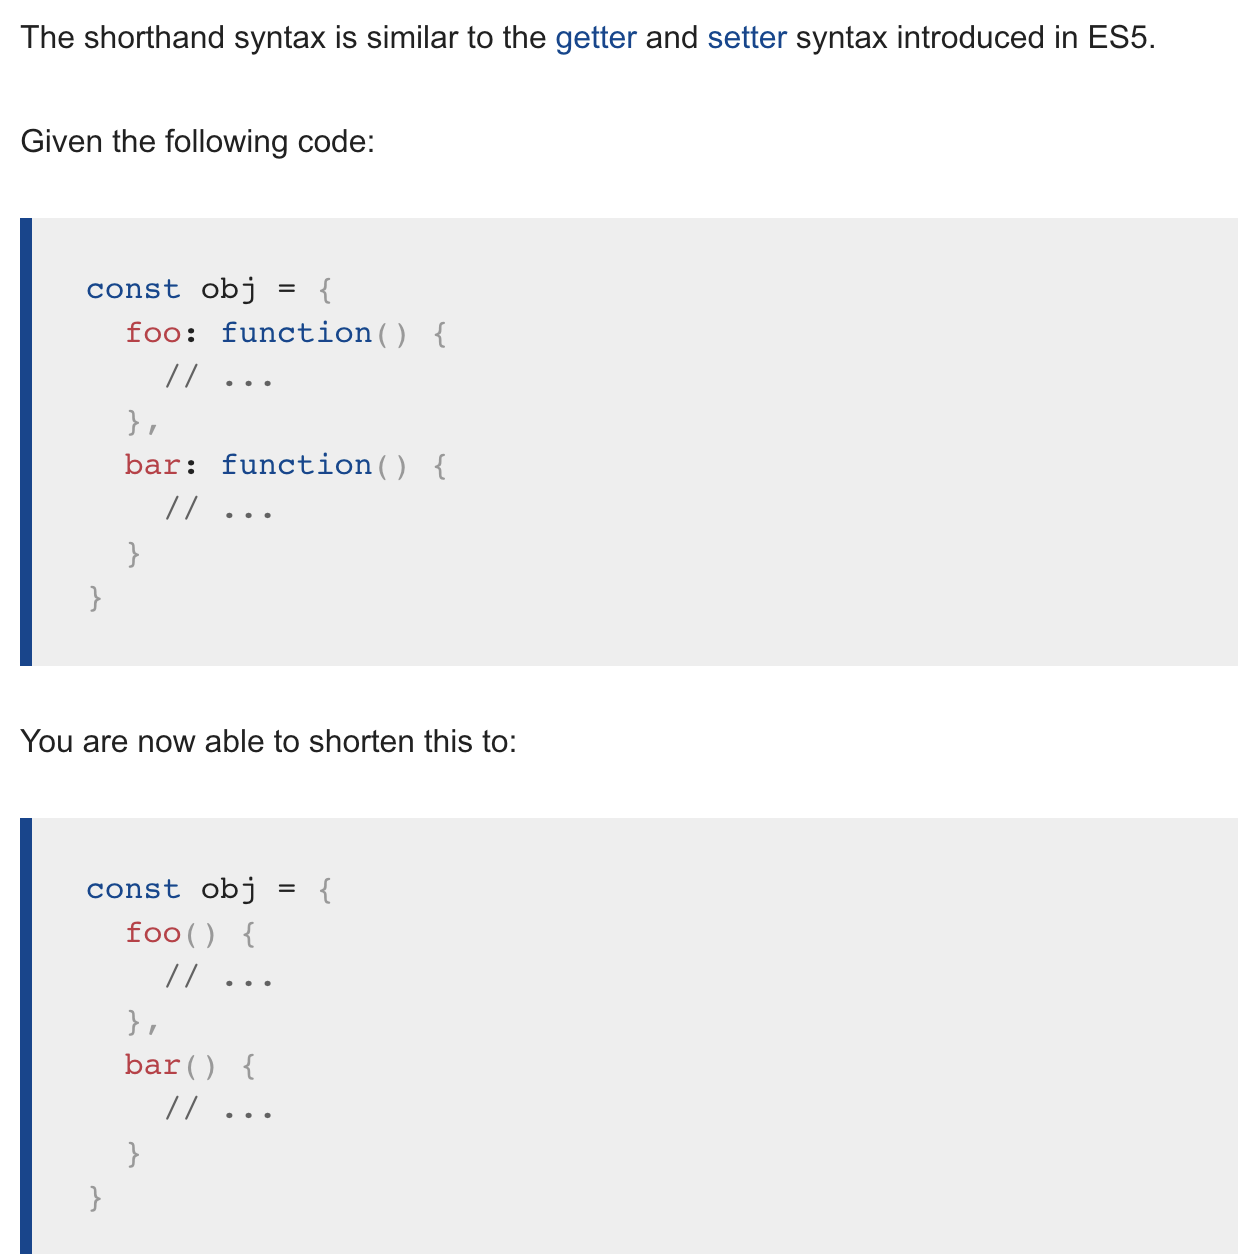 The shorthand syntax is similar to the getter and setter syntax introduced in ES5.
Given the following code:
const obj = {
  foo: function() {
    // ...
  },
  bar: function() {
    // ...
  }
}
You are now able to shorten this to:
const obj = {
  foo() {
    // ...
  },
  bar() {
    // ...
  }
}